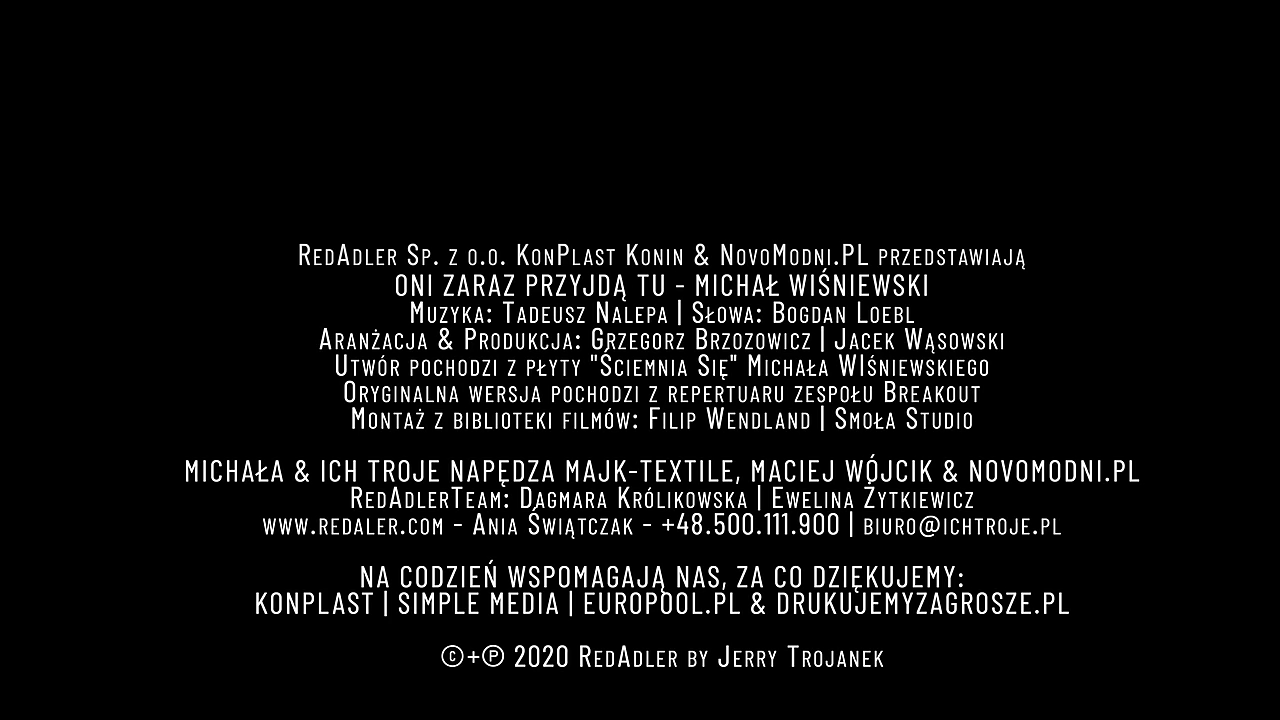 RedAdler Sp. z o.o. KonPlast Konin & NovoModni.PL przedstawiają
ONI ZARAZ PRZYJDĄ TU - MICHAŁ WIŚNIEWSKI
Muzyka: Tadeusz Nalepa | Słowa: Bogdan Loebl
Aranżacja & Produkcja: Grzegorz Brzozowicz | Jacek Wąsowski
Utwór pochodzi z płyty "Ściemnia Się" Michała WIśniewskiego
Oryginalna wersja pochodzi z repertuaru zespołu Breakout
Montaż z biblioteki filmów: Filip Wendland | Smoła Studio
MICHAŁA & ICH TROJE NAPĘDZA MAJK-TEXTILE, MACIEJ WÓJCIK & NOVOMODNI.PL
RedAdlerTeam: Dagmara Królikowska | Ewelina Żytkiewicz
www.redaler.com - Ania Świątczak - +48.500.111.900 | biuro@ichtroje.pl
NA CODZIEŃ WSPOMAGAJĄ NAS, ZA CO DZIĘKUJEMY:
KONPLAST | SIMPLE MEDIA | EUROPOOL.PL & DRUKUJEMYZAGROSZE.PL
©+℗ 2020 RedAdler by Jerry Trojanek